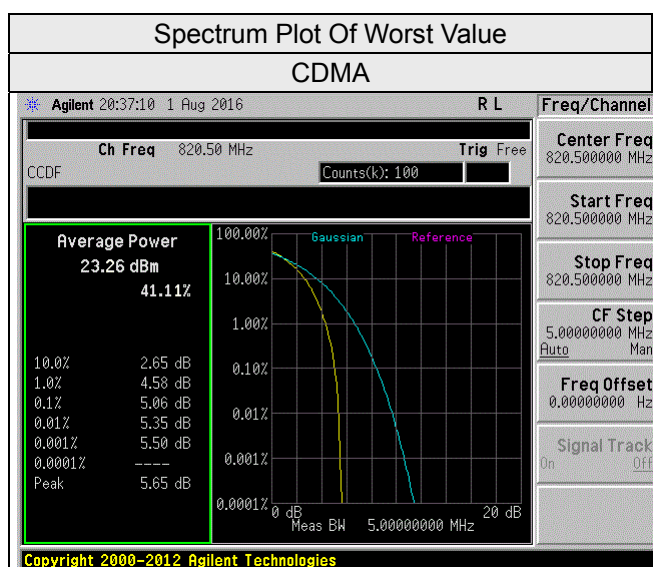 Spectrum Plot Of Worst Value
CDMA
Agilent 20:37:10 1 Aug 2016 R L
Freq/Channel
Ch Freq 820.50 MHz Trig Free
CCDF Counts(k): 100
Center Freq
820.500000 MHz
Start Freq
820.500000 MHz
Stop Freq
820.500000 MHz
CF Step
5.00000000 MHz
Auto Man
Freq Offset
0.00000000 Hz
Signal Track
On Off
Average Power
23.26 dBm
41.11%
10.0% 2.65 dB
1.0% 4.58 dB
0.1% 5.06 dB
0.01% 5.35 dB
0.001% 5.50 dB
0.0001% ----
Peak 5.65 dB
Gaussian Reference
100.00%
10.00%
1.00%
0.10%
0.01%
0.001%
0.0001%
0 dB 20 dB
Meas BW 5.00000000 MHz
Copyright 2000-2012 Agilent Technologies